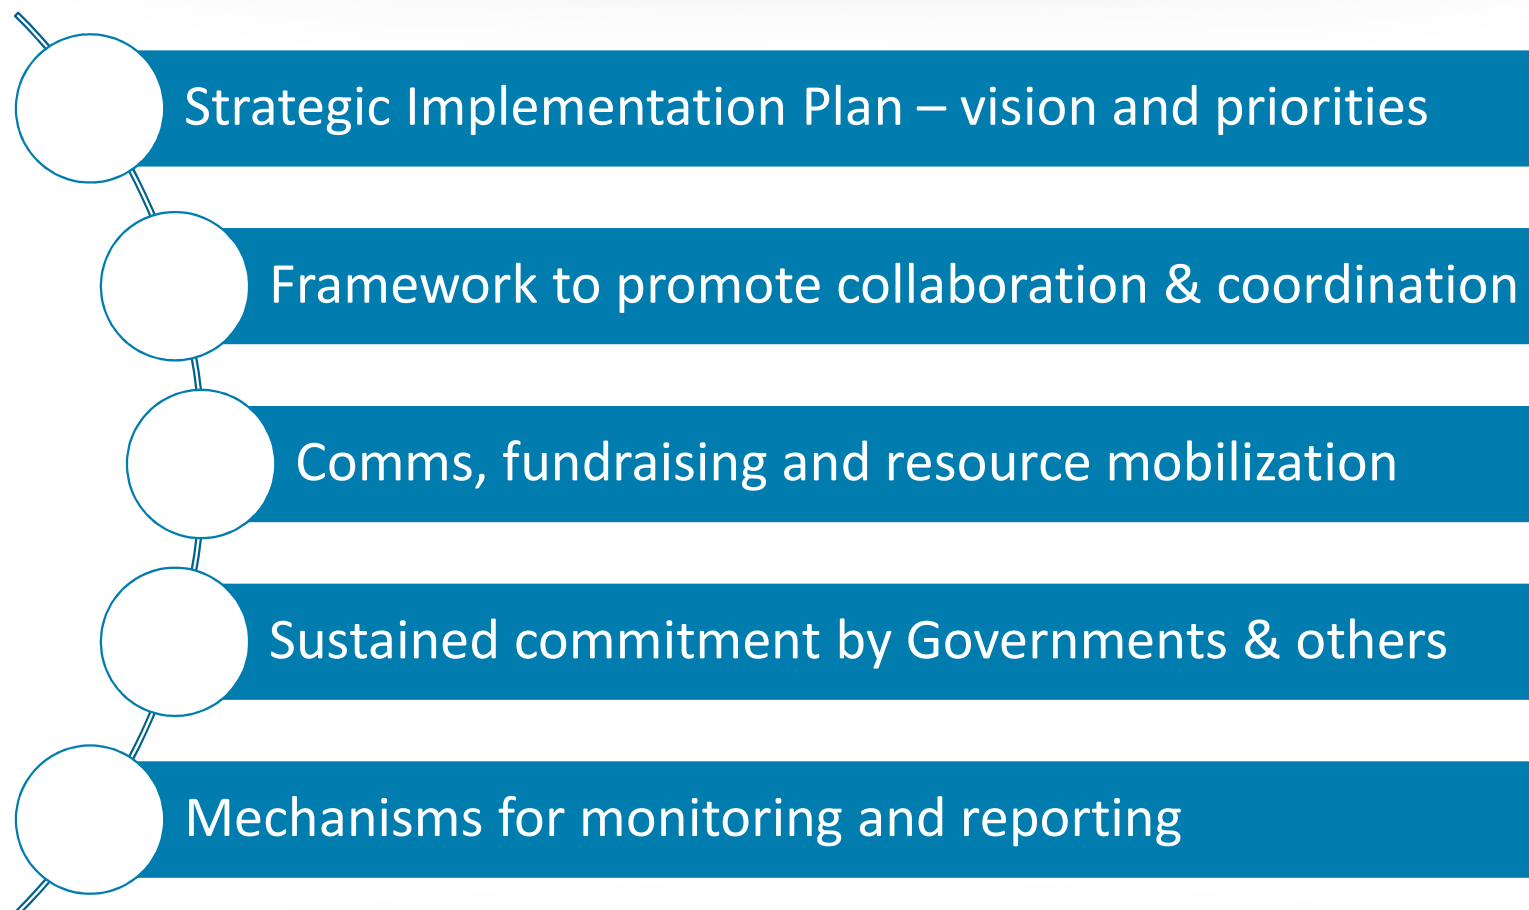 Strategic Implementation Plan – vision and priorities
Framework to promote collaboration & coordination
Comms, fundraising and resource mobilization
Sustained commitment by Governments & others
Mechanisms for monitoring and reporting